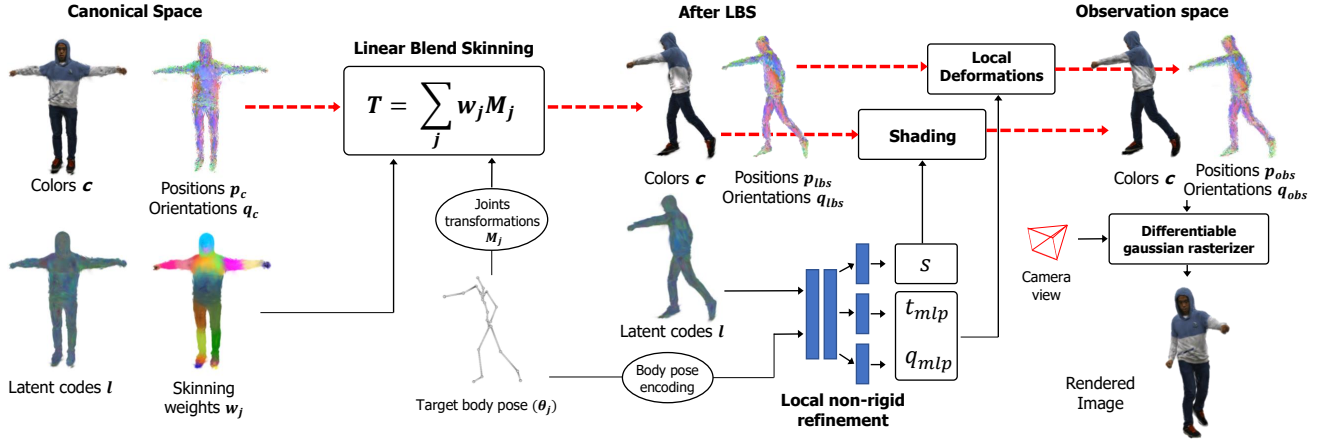 Canonical Space
Colors c
Positions p_c
Orientations q_c
Latent codes l
Skinning
weights w_j
Linear Blend Skinning
T = ∑_j w_j M_j
Joints
transformations
M_j
Target body pose (θ_j)
Body pose
encoding
After LBS
Colors c
Positions p_lbs
Orientations q_lbs
Latent codes l
Local non-rigid
refinement
s
t_mlp
q_mlp
Shading
Local
Deformations
Observation space
Colors c
Positions p_obs
Orientations q_obs
Camera
view
Differentiable
gaussian rasterizer
Rendered
Image